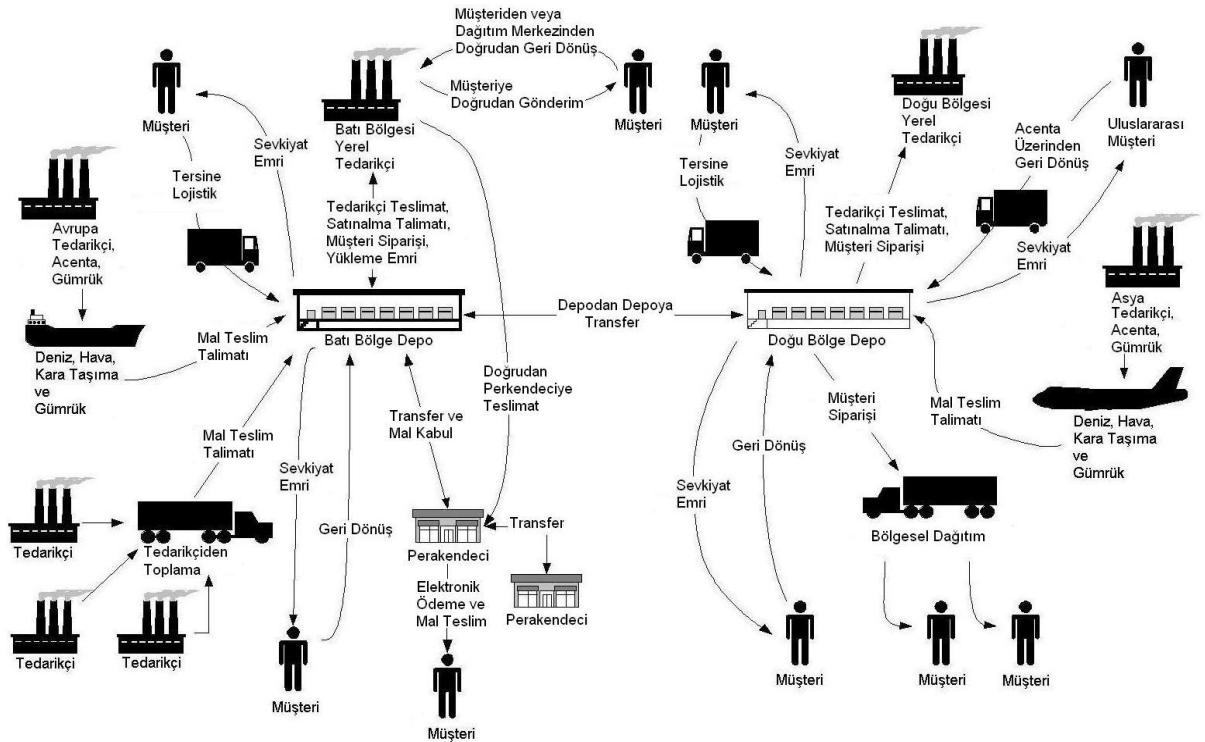 Müşteriden veya
Dağıtım Merkezinden
Doğrudan Geri Dönüş
Müşteriye
Doğrudan Gönderim
Müşteri
Müşteri
Müşteri
Batı Bölgesi
Yerel
Tedarikçi
Doğu Bölgesi
Yerel
Tedarikçi
Acenta
Üzerinden
Geri Dönüş
Uluslararası
Müşteri
Sevkiyat
Emri
Tersine
Lojistik
Tersine
Lojistik
Sevkiyat
Emri
Tedarikçi Teslimat,
Satınalma Talimatı,
Müşteri Siparişi,
Yükleme Emri
Tedarikçi Teslimat,
Satınalma Talimatı,
Müşteri Siparişi
Sevkiyat
Emri
Avrupa
Tedarikçi,
Acenta,
Gümrük
Asya
Tedarikçi,
Acenta,
Gümrük
Depodan Depoya
Transfer
Mal Teslim
Talimatı
Batı Bölge Depo
Doğu Bölge Depo
Deniz, Hava,
Kara Taşıma
ve
Gümrük
Doğrudan
Perkendeciye
Teslimat
Müşteri
Siparişi
Mal Teslim
Talimatı
Deniz, Hava,
Kara Taşıma
ve
Gümrük
Transfer ve
Mal Kabul
Mal Teslim
Talimatı
Geri Dönüş
Sevkiyat
Emri
Sevkiyat
Emri
Geri Dönüş
Transfer
Bölgesel Dağıtım
Tedarikçi
Tedarikçiden
Toplama
Perakendeci
Elektronik
Ödeme ve
Mal Teslim
Perakendeci
Tedarikçi
Tedarikçi
Müşteri
Müşteri
Müşteri
Müşteri
Müşteri